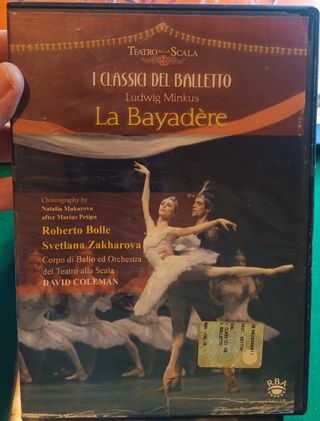 TEATRO ALLA SCALA
I CLASSICI DEL BALLETTO
Ludwig Minkus
La Bayadère
Choreography by
Natalia Makarova
after Marius Petipa
Roberto Bolle
Svetlana Zakharova
Corpo di Ballo ed Orchestra
del Teatro alla Scala
DAVID COLEMAN
RBA
ITALIA